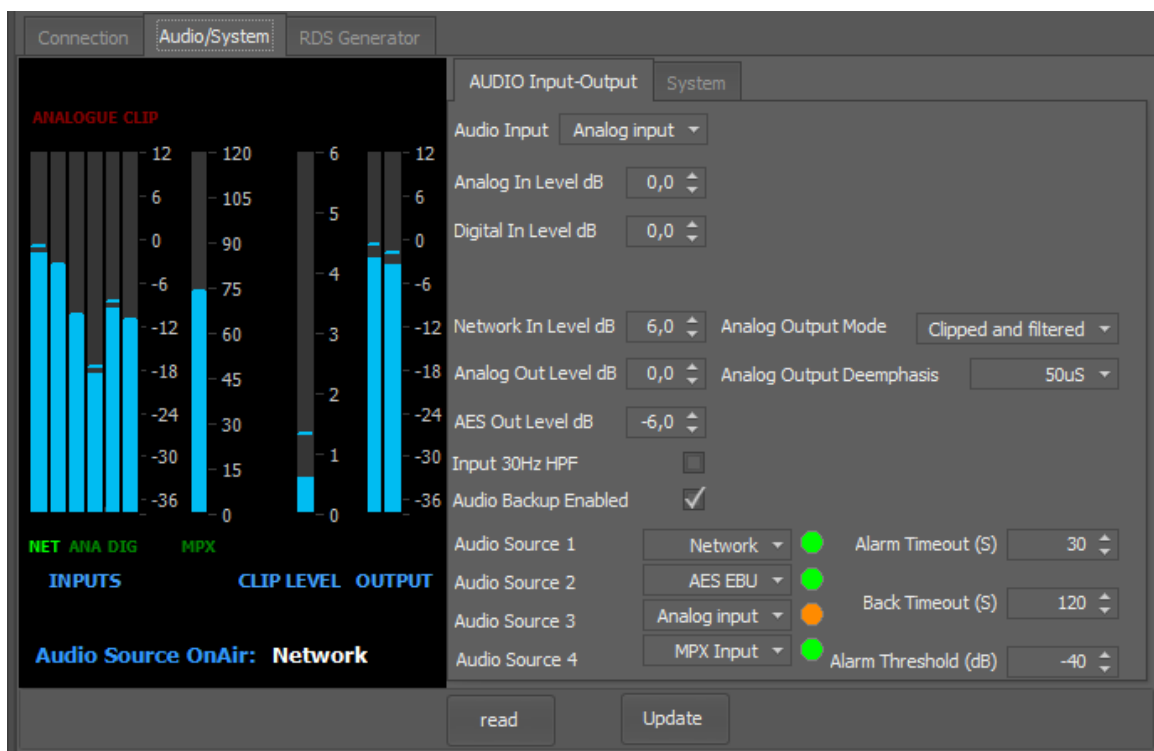 Connection Audio/System RDS Generator
AUDIO Input-Output System
ANALOGUE CLIP
12 120 6 12
6 105 5 6
0 90 0
-6 75 4 -6
-12 60 3 -12
-18 45 -18
-24 30 2 -24
-30 15 1 -30
-36 0 0 -36
NET ANA DIG MPX
INPUTS CLIP LEVEL OUTPUT
Audio Source OnAir: Network
Audio Input Analog input
Analog In Level dB 0,0
Digital In Level dB 0,0
Network In Level dB 6,0 Analog Output Mode Clipped and filtered
Analog Out Level dB 0,0 Analog Output Deemphasis 50uS
AES Out Level dB -6,0
Input 30Hz HPF
Audio Backup Enabled
Audio Source 1 Network Alarm Timeout (S) 30
Audio Source 2 AES EBU
Back Timeout (S) 120
Audio Source 3 Analog input
Audio Source 4 MPX Input Alarm Threshold (dB) -40
read Update